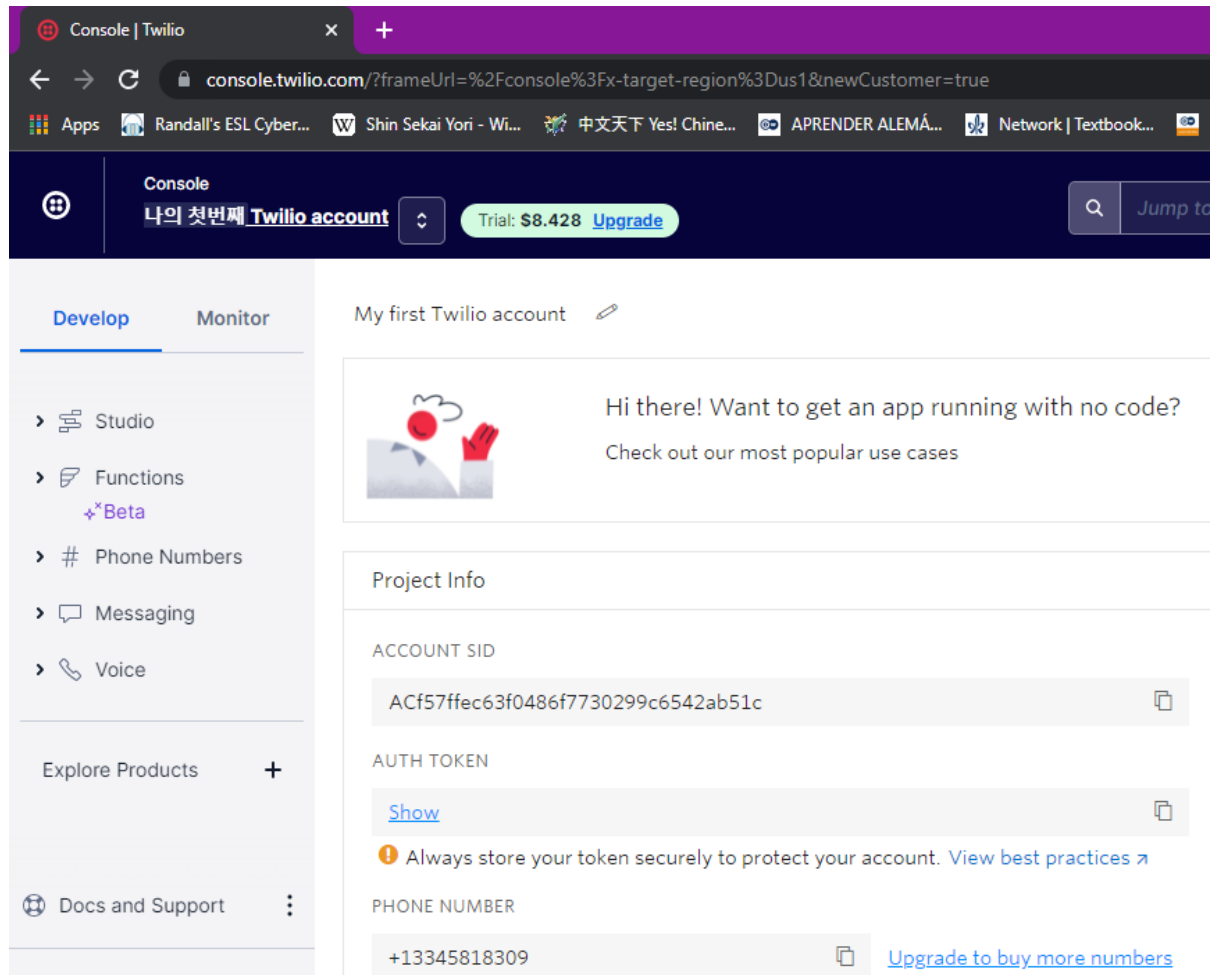 Console | Twilio
console.twilio.com/?frameUrl=%2Fconsole%3Fx-target-region%3Dus1&newCustomer=true
Apps Randall's ESL Cyber... Shin Sekai Yori - Wi... 中文天下 Yes! Chine... APRENDER ALEMÁ... Network | Textbook...
Console
나의 첫번째 Twilio account Trial: $8.428 Upgrade Jump to
Develop Monitor
My first Twilio account
Hi there! Want to get an app running with no code?
Check out our most popular use cases
Studio
Functions
Beta
# Phone Numbers
Messaging
Voice
Explore Products +
Docs and Support
Project Info
ACCOUNT SID
ACf57ffec63f0486f7730299c6542ab51c
AUTH TOKEN
Show
Always store your token securely to protect your account. View best practices
PHONE NUMBER
+13345818309 Upgrade to buy more numbers